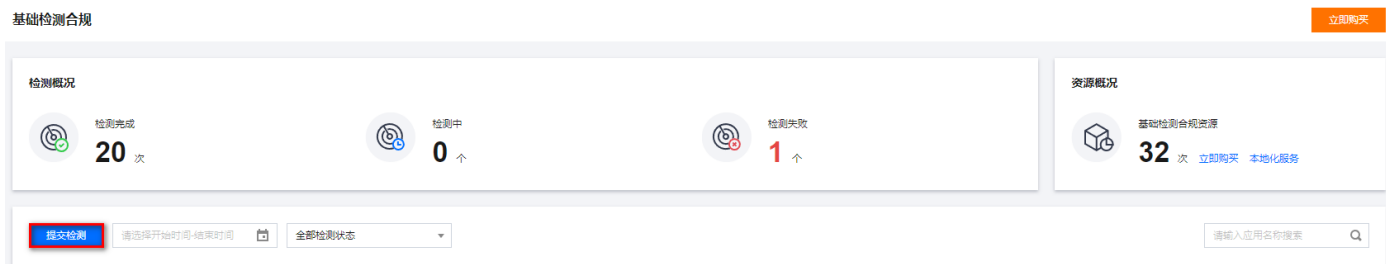 基础检测合规
立即购买
检测概况
检测完成
20 次
检测中
0 个
检测失败
1 个
资源概况
基础检测合规资源
32 次 立即购买 本地化服务
提交检测 请选择开始时间-结束时间 全部检测状态 请输入应用名称搜索